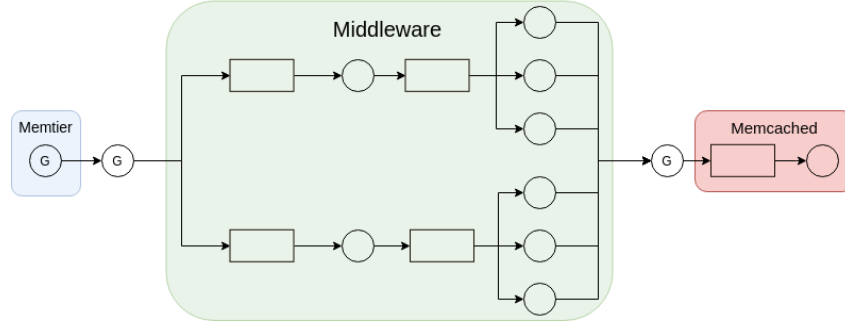 Middleware
Memtier
G
G
G
Memcached